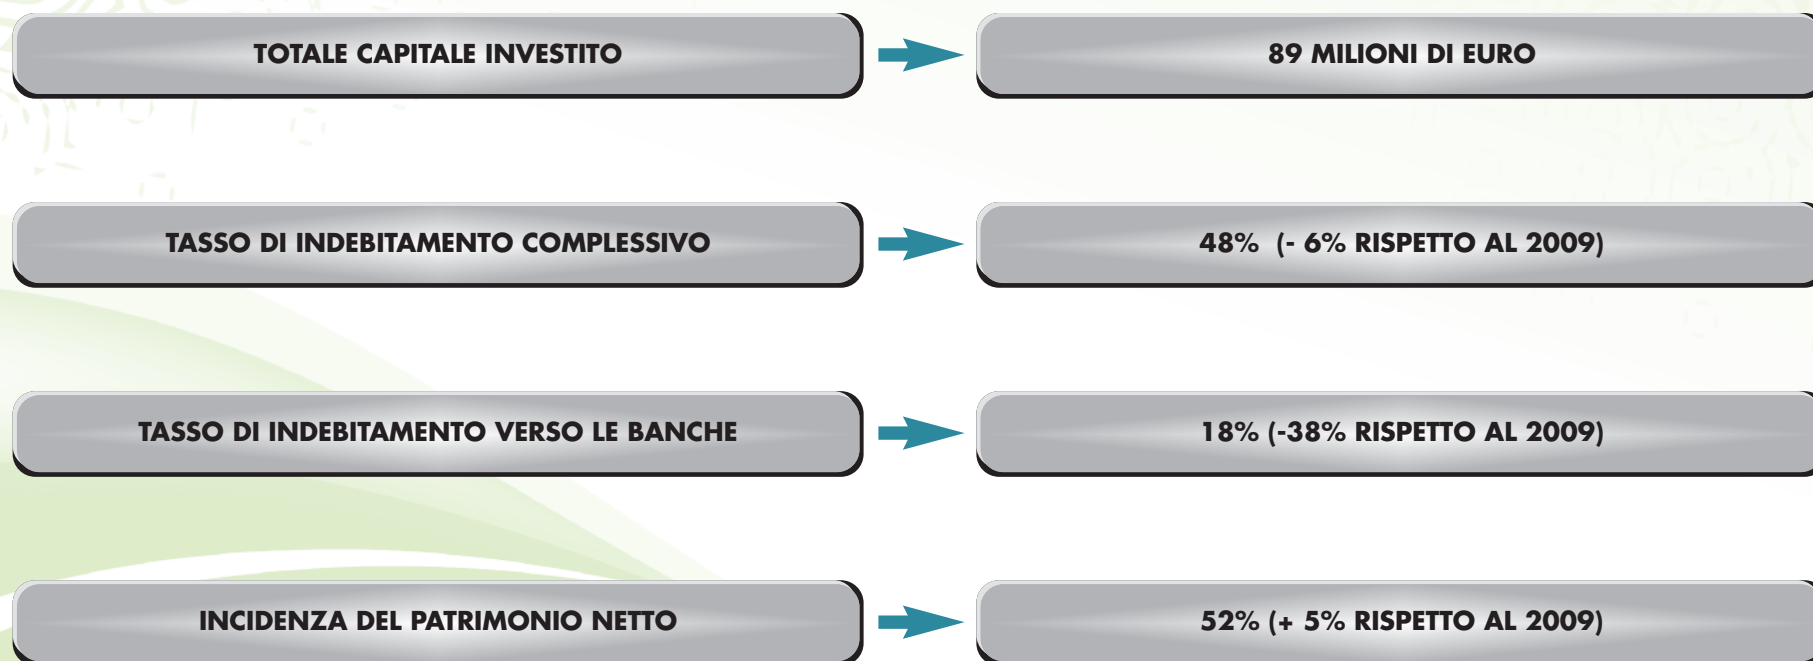 TOTALE CAPITALE INVESTITO
89 MILIONI DI EURO
TASSO DI INDEBITAMENTO COMPLESSIVO
48% (- 6% RISPETTO AL 2009)
TASSO DI INDEBITAMENTO VERSO LE BANCHE
18% (-38% RISPETTO AL 2009)
INCIDENZA DEL PATRIMONIO NETTO
52% (+ 5% RISPETTO AL 2009)